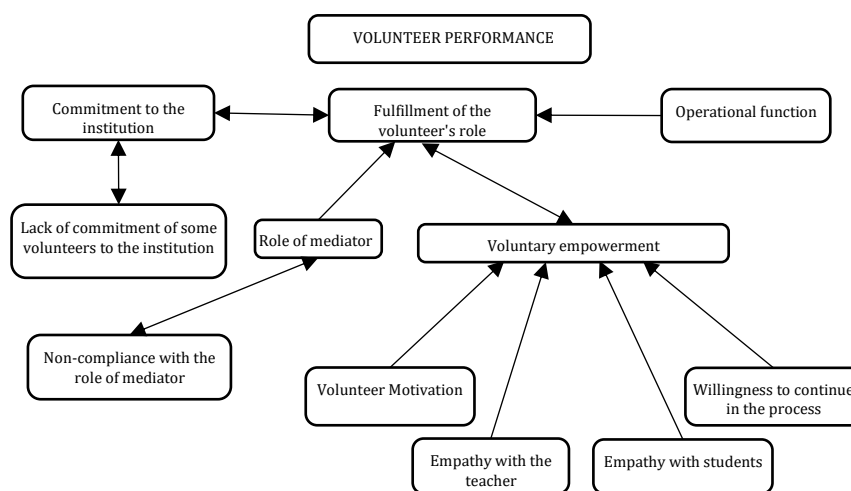 VOLUNTEER PERFORMANCE
Commitment to the
institution
Fulfillment of the
volunteer's role
Operational function
Lack of commitment of some
volunteers to the institution
Role of mediator
Voluntary empowerment
Non-compliance with the
role of mediator
Volunteer Motivation
Willingness to continue
in the process
Empathy with the
teacher
Empathy with students